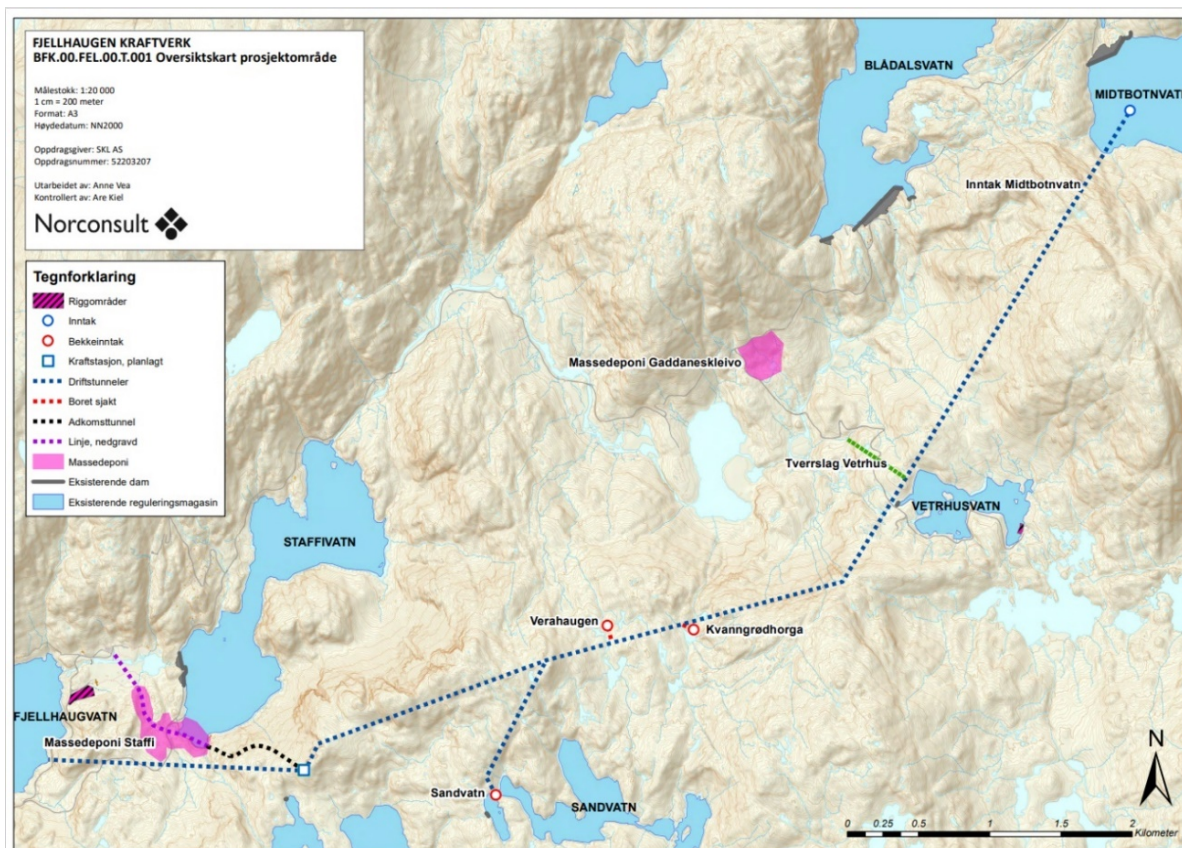 FJELLHAUGEN KRAFTVERK
BFK.00.FEL.00.T.001 Oversiktskart prosjektområde
Målestokk: 1:20 000
1 cm = 200 meter
Format: A3
Høydedatum: NN2000
Oppdragsgiver: SKL AS
Oppdragsnummer: 52203207
Utarbeidet av: Anne Vea
Kontrollert av: Are Kiel
Norconsult
Tegnforklaring
Riggområder
Inntak
Bekkeinntak
Kraftstasjon, planlagt
Driftstunneler
Boret sjakt
Adkomsttunnel
Linje, nedgravd
Massedeponi
Eksisterende dam
Eksisterende reguleringsmagasin
BLÅDALSVATN
MIDTBOTNVATN
Inntak Midtbotnvatn
Massedeponi Gaddaneskleivo
Tverrslag Vetrhus
VETRHUSVATN
STAFFIVATN
Verahaugen
Kvanngrødhorga
FJELLHAUGVATN
Massedeponi Staffi
Sandvatn
SANDVATN
N
0 0.25 0.5 1 1.5 2
Kilometer